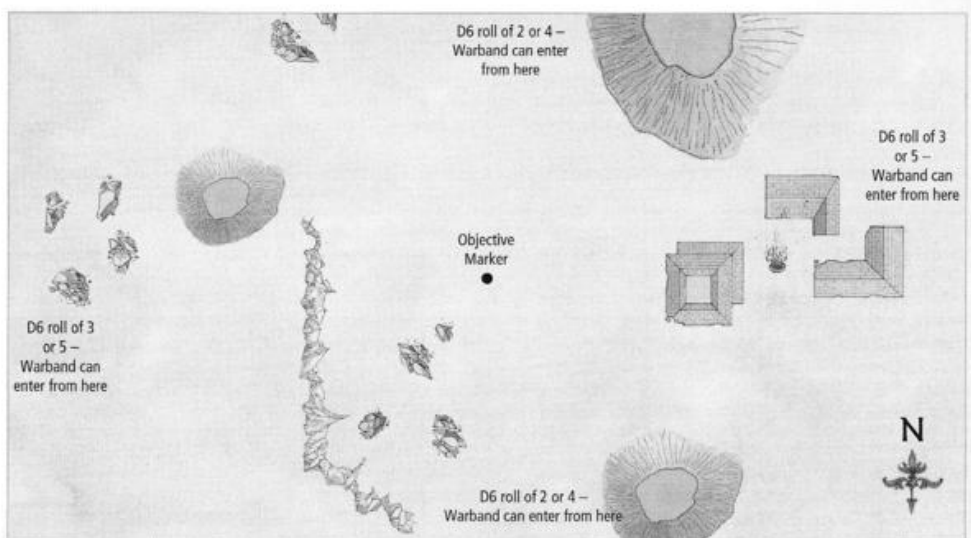 D6 roll of 2 or 4 –
Warband can enter
from here
D6 roll of 3
or 5 –
Warband can
enter from here
Objective
Marker
D6 roll of 3
or 5 –
Warband can
enter from here
N
D6 roll of 2 or 4 –
Warband can enter from here